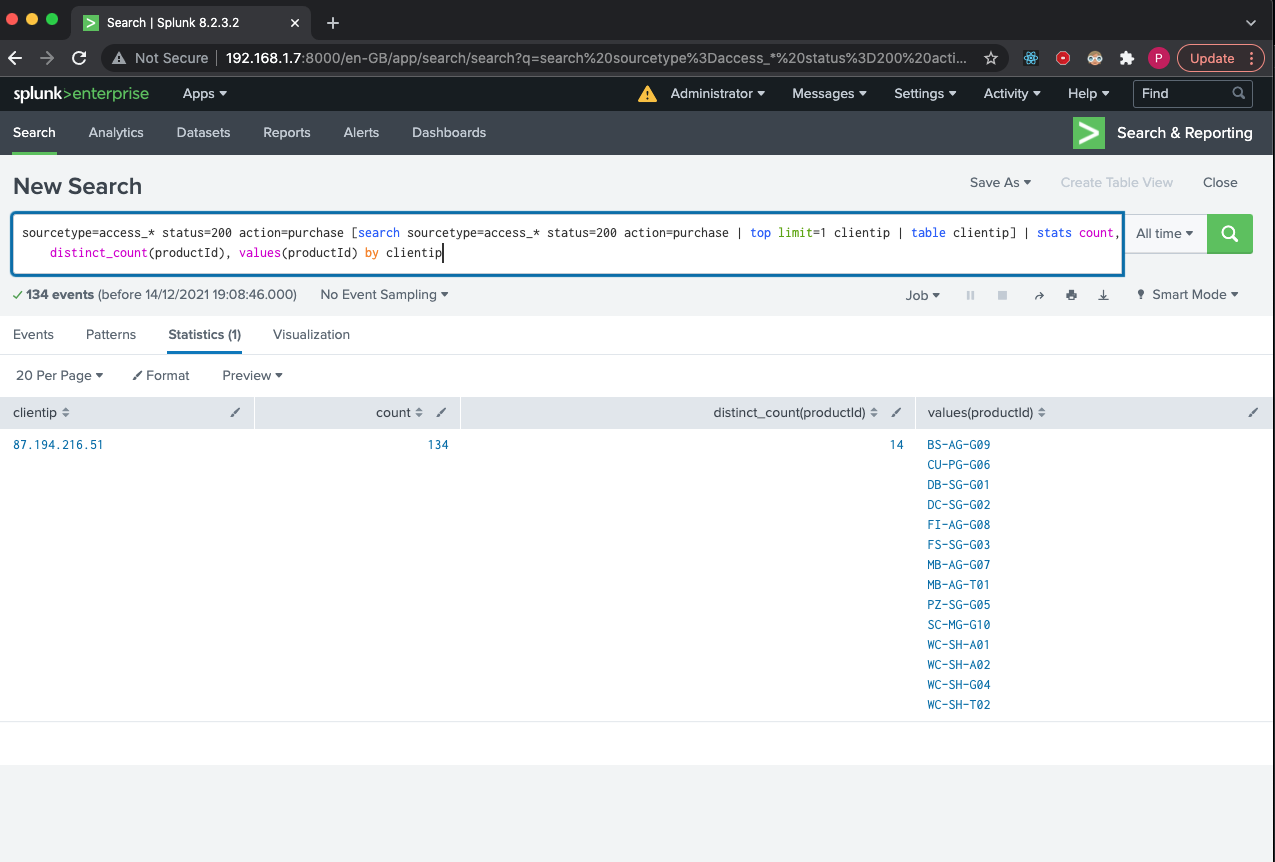 Search | Splunk 8.2.3.2
Not Secure | 192.168.1.7:8000/en-GB/app/search/search?q=search%20sourcetype%3Daccess_*%20status%3D200%20acti...
P
Update
splunk>enterprise Apps Administrator Messages Settings Activity Help Find
Search Analytics Datasets Reports Alerts Dashboards Search & Reporting
New Search
Save As Create Table View Close
sourcetype=access_* status=200 action=purchase [search sourcetype=access_* status=200 action=purchase | top limit=1 clientip | table clientip] | stats count,
distinct_count(productId), values(productId) by clientip
All time
134 events (before 14/12/2021 19:08:46.000) No Event Sampling Job Smart Mode
Events Patterns Statistics (1) Visualization
20 Per Page Format Preview
clientip count distinct_count(productId) values(productId)
87.194.216.51 134 14 BS-AG-G09
CU-PG-G06
DB-SG-G01
DC-SG-G02
FI-AG-G08
FS-SG-G03
MB-AG-G07
MB-AG-T01
PZ-SG-G05
SC-MG-G10
WC-SH-A01
WC-SH-A02
WC-SH-G04
WC-SH-T02